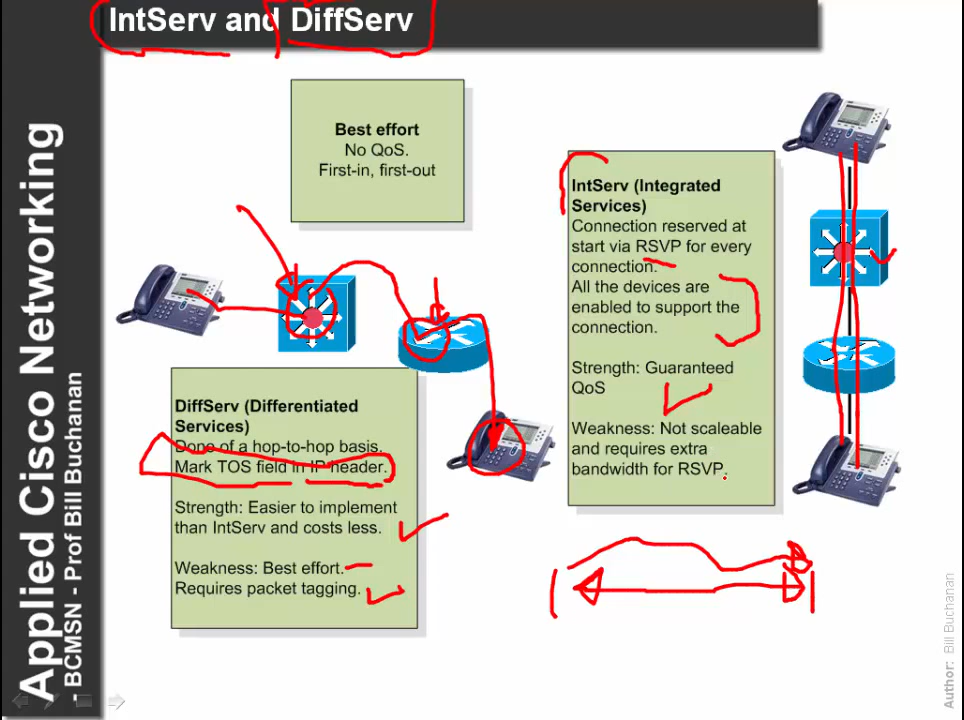 IntServ and DiffServ
Applied Cisco Networking
- BCMSN - Prof Bill Buchanan
Best effort
No QoS.
First-in, first-out
DiffServ (Differentiated
Services)
Done of a hop-to-hop basis.
Mark TOS field in IP header.
Strength: Easier to implement
than IntServ and costs less.
Weakness: Best effort.
Requires packet tagging.
IntServ (Integrated
Services)
Connection reserved at
start via RSVP for every
connection.
All the devices are
enabled to support the
connection.
Strength: Guaranteed
QoS
Weakness: Not scaleable
and requires extra
bandwidth for RSVP.
Author: Bill Buchanan